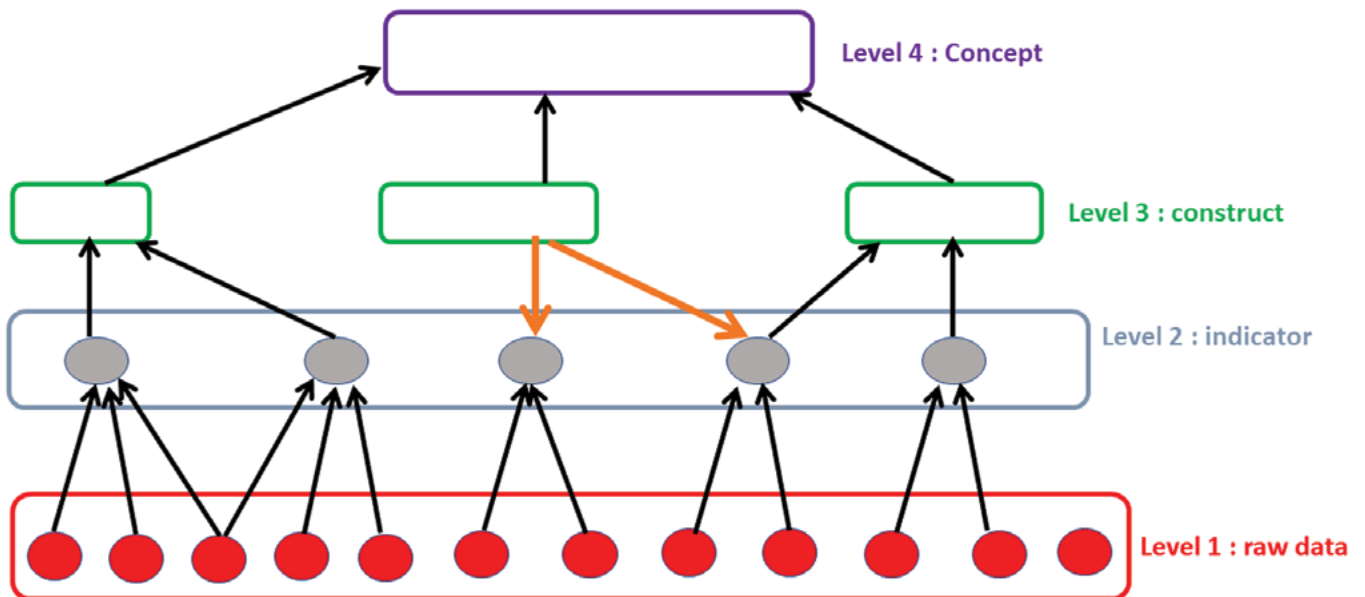 Level 4 : Concept
Level 3 : construct
Level 2 : indicator
Level 1 : raw data